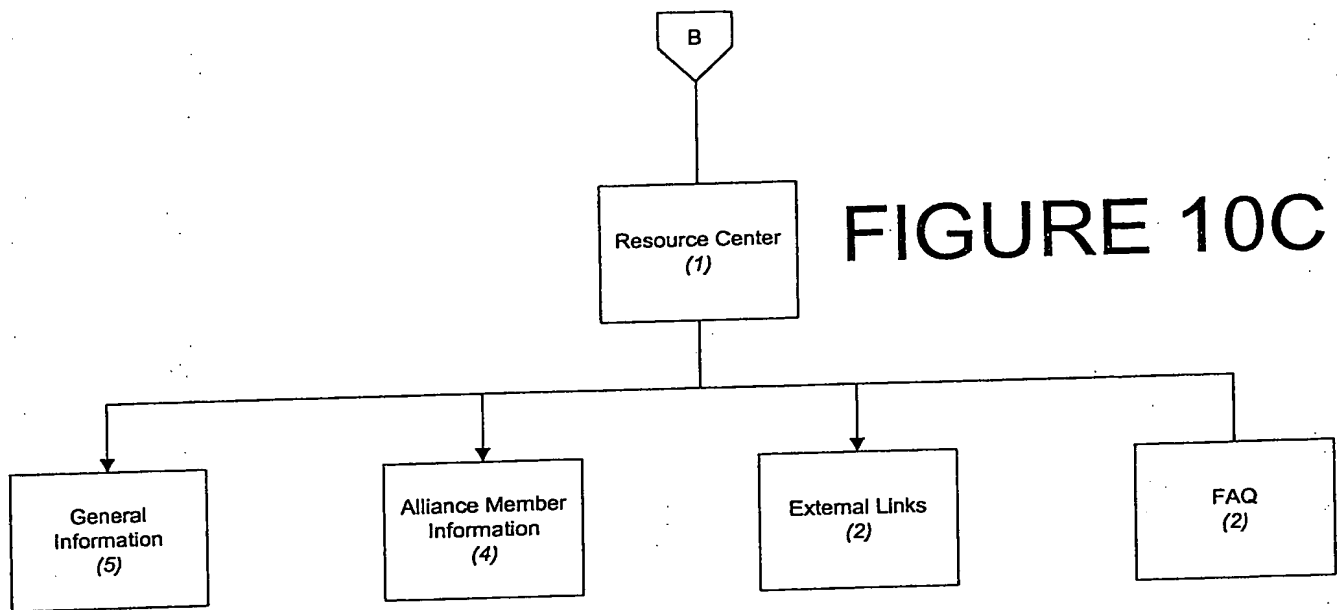 B
Resource Center
(1)
FIGURE 10C
General
Information
(5)
Alliance Member
Information
(4)
External Links
(2)
FAQ
(2)